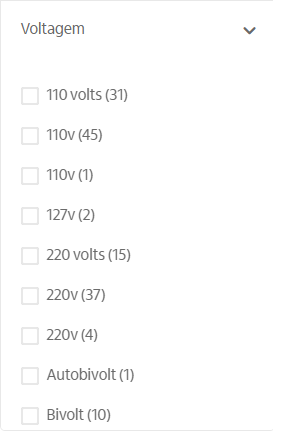 Voltagem
110 volts (31)
110v (45)
110v (1)
127v (2)
220 volts (15)
220v (37)
220v (4)
Autobivolt (1)
Bivolt (10)